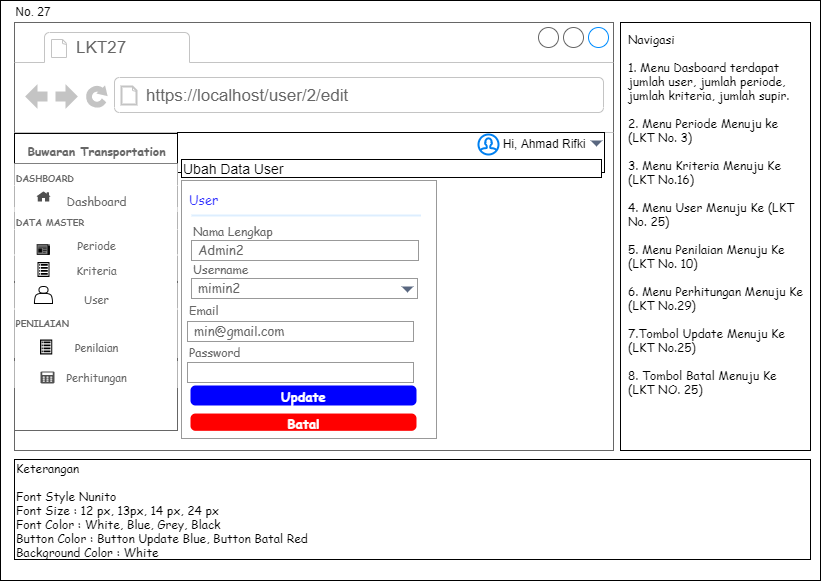 No. 27
LKT27
https://localhost/user/2/edit
Buwaran Transportation
Hi, Ahmad Rifki
Ubah Data User
DASHBOARD
Dashboard
DATA MASTER
Periode
Kriteria
User
PENILAIAN
Penilaian
Perhitungan
User
Nama Lengkap
Admin2
Username
mimin2
Email
min@gmail.com
Password
Update
Batal
Navigasi
1. Menu Dasboard terdapat
jumlah user, jumlah periode,
jumlah kriteria, jumlah supir.
2. Menu Periode Menuju ke
(LKT No. 3)
3. Menu Kriteria Menuju Ke
(LKT No.16)
4. Menu User Menuju Ke (LKT
No. 25)
5. Menu Penilaian Menuju Ke
(LKT No. 10)
6. Menu Perhitungan Menuju Ke
(LKT No.29)
7.Tombol Update Menuju Ke
(LKT No.25)
8. Tombol Batal Menuju Ke
(LKT NO. 25)
Keterangan
Font Style Nunito
Font Size : 12 px, 13px, 14 px, 24 px
Font Color : White, Blue, Grey, Black
Button Color : Button Update Blue, Button Batal Red
Background Color : White